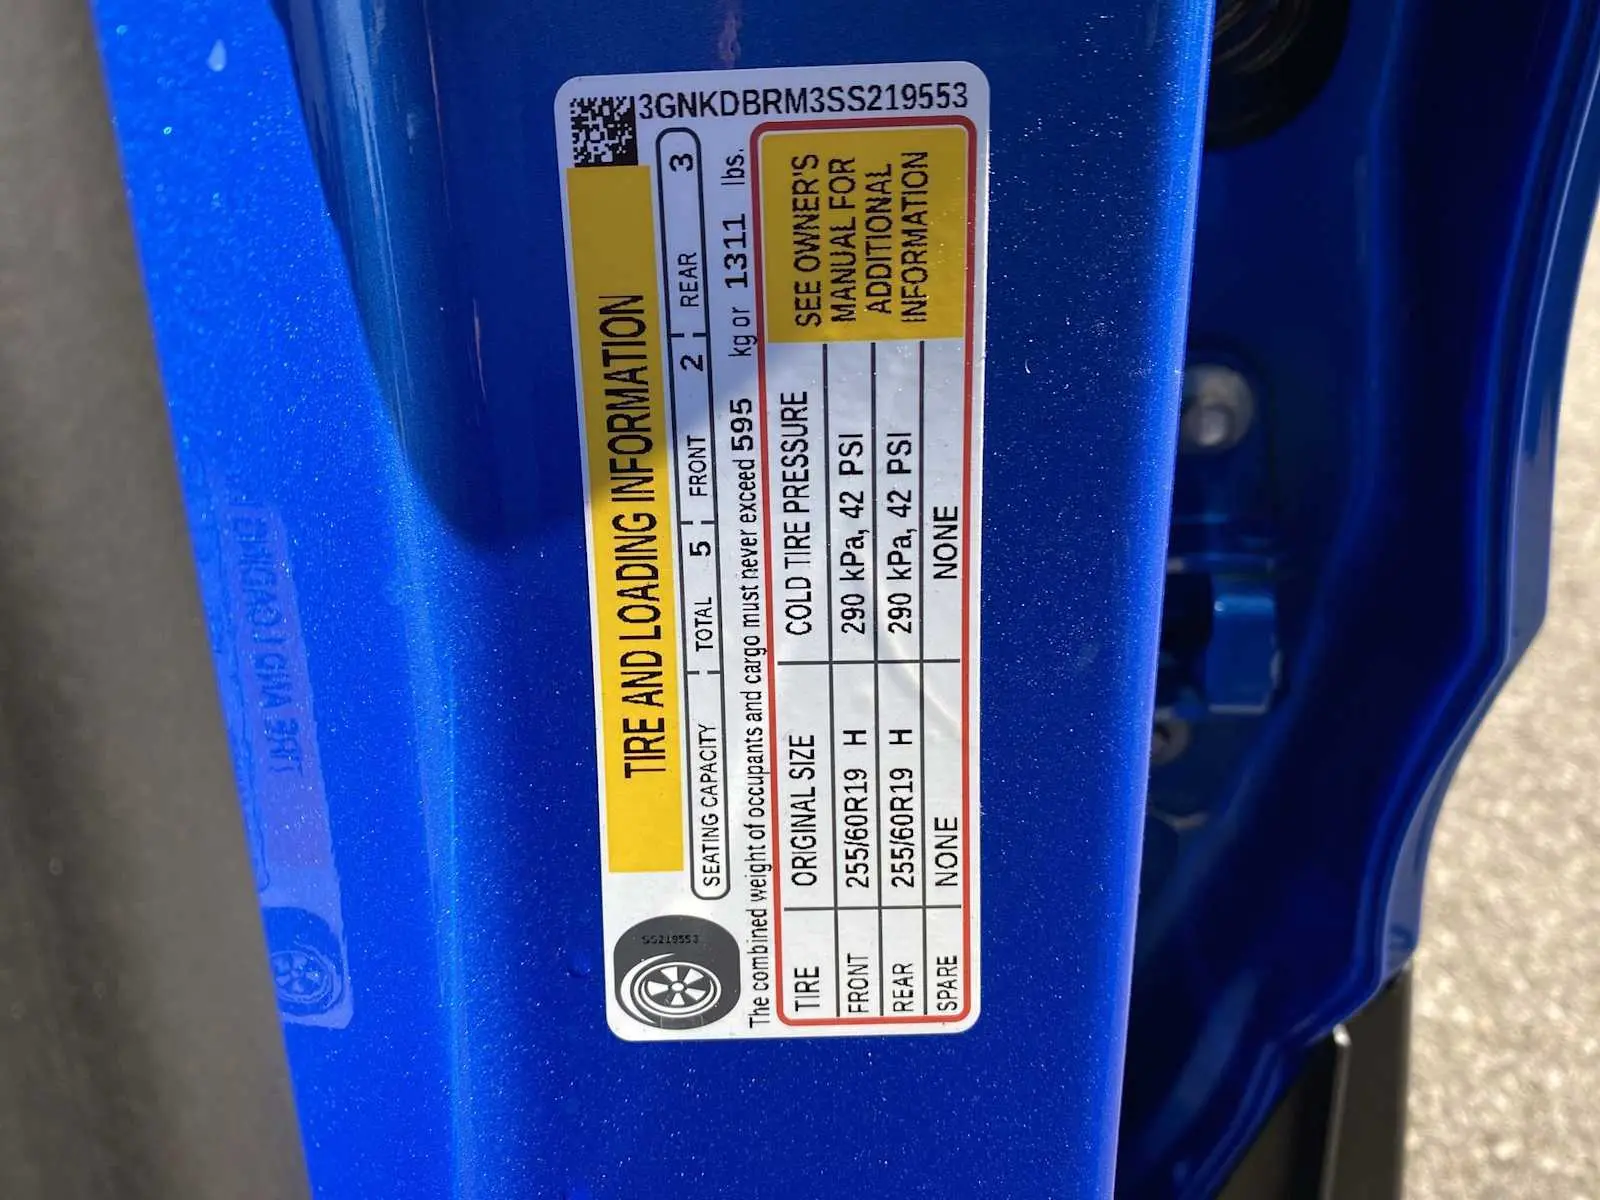 3GNKDBRM3SS219553
TIRE AND LOADING INFORMATION
SEATING CAPACITY TOTAL 5 FRONT 2 REAR 3
The combined weight of occupants and cargo must never exceed 595 kg or 1311 lbs.
TIRE ORIGINAL SIZE COLD TIRE PRESSURE
FRONT 255/60R19 H 290 kPa, 42 PSI
REAR 255/60R19 H 290 kPa, 42 PSI
SPARE NONE NONE
SEE OWNER'S
MANUAL FOR
ADDITIONAL
INFORMATION
SS219553